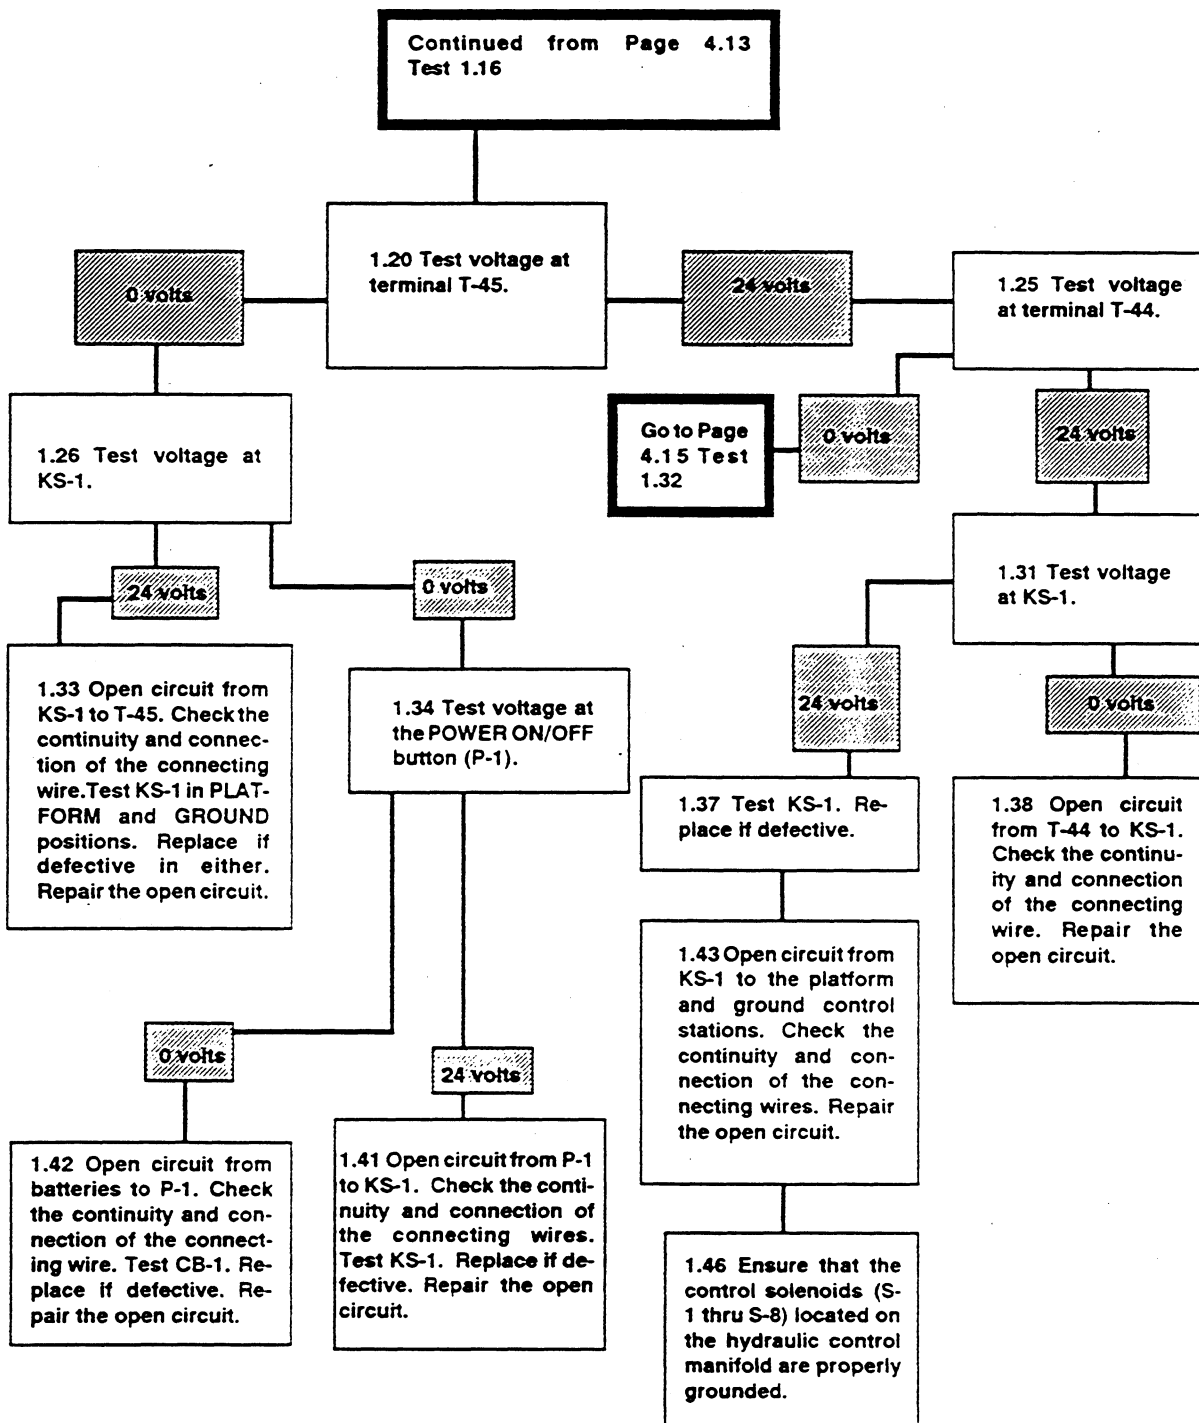 Continued from Page 4.13
Test 1.16
1.20 Test voltage at
terminal T-45.
0 volts
24 volts
1.25 Test voltage
at terminal T-44.
1.26 Test voltage at
KS-1.
Go to Page
4.15 Test
1.32
0 volts
24 volts
24 volts
0 volts
1.31 Test voltage
at KS-1.
1.33 Open circuit from
KS-1 to T-45. Check the
continuity and connec-
tion of the connecting
wire.Test KS-1 in PLAT-
FORM and GROUND
positions. Replace if
defective in either.
Repair the open circuit.
1.34 Test voltage at
the POWER ON/OFF
button (P-1).
24 volts
0 volts
1.37 Test KS-1. Re-
place if defective.
1.38 Open circuit
from T-44 to KS-1.
Check the continu-
ity and connection
of the connecting
wire. Repair the
open circuit.
1.43 Open circuit from
KS-1 to the platform
and ground control
stations. Check the
continuity and con-
nection of the con-
necting wires. Repair
the open circuit.
0 volts
24 volts
1.42 Open circuit from
batteries to P-1. Check
the continuity and con-
nection of the connect-
ing wire. Test CB-1. Re-
place if defective. Re-
pair the open circuit.
1.41 Open circuit from P-1
to KS-1. Check the conti-
nuity and connection of
the connecting wires.
Test KS-1. Replace if de-
fective. Repair the open
circuit.
1.46 Ensure that the
control solenoids (S-
1 thru S-8) located on
the hydraulic control
manifold are properly
grounded.